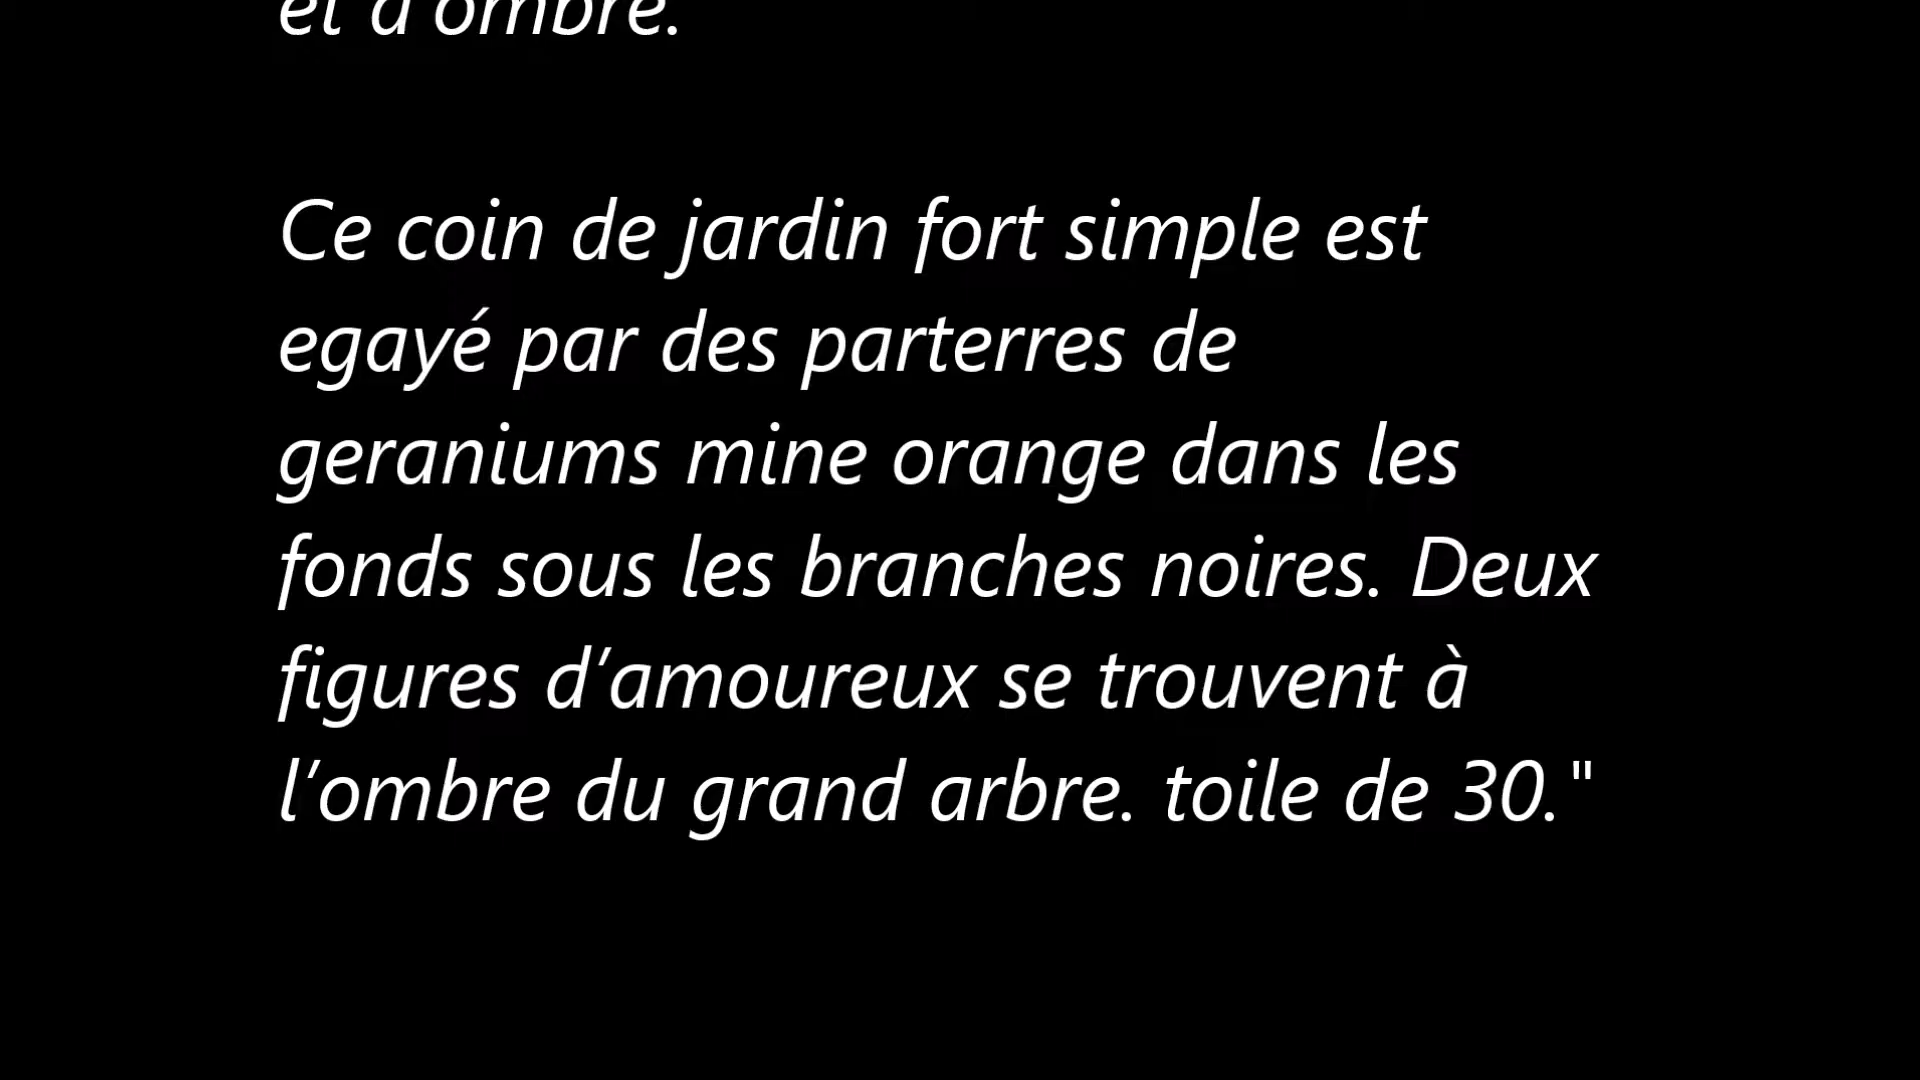 et d'ombre.
Ce coin de jardin fort simple est
egayé par des parterres de
geraniums mine orange dans les
fonds sous les branches noires. Deux
figures d’amoureux se trouvent à
l’ombre du grand arbre. toile de 30."